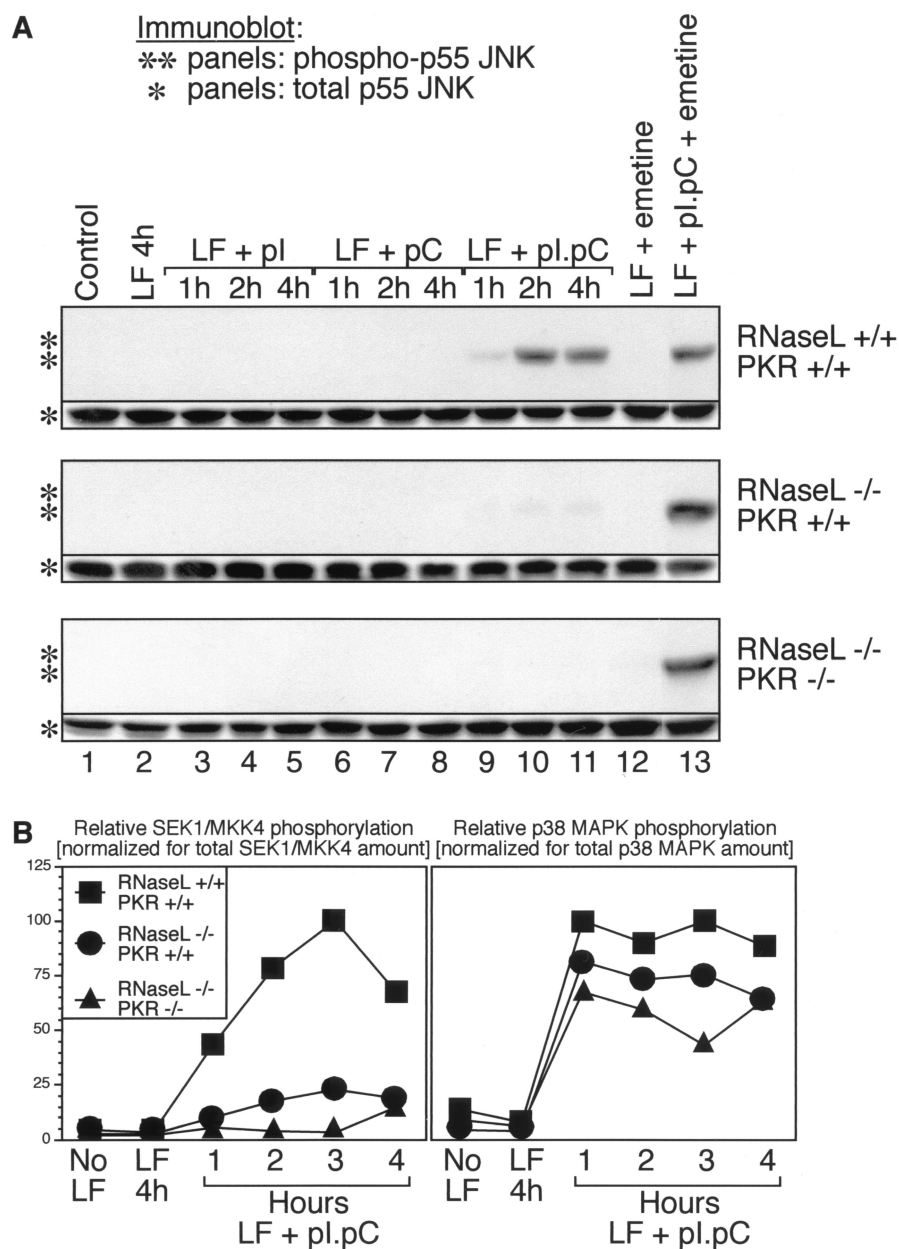 A
Immunoblot:
** panels: phospho-p55 JNK
* panels: total p55 JNK
Control
LF 4h
LF + pI
LF + pC
LF + pI.pC
LF + emetine
LF + pI.pC + emetine
1h 2h 4h 1h 2h 4h 1h 2h 4h
**
*
RNaseL +/+
PKR +/+
**
*
RNaseL -/-
PKR +/+
**
*
RNaseL -/-
PKR -/-
1 2 3 4 5 6 7 8 9 10 11 12 13
B
Relative SEK1/MKK4 phosphorylation
[normalized for total SEK1/MKK4 amount]
Relative p38 MAPK phosphorylation
[normalized for total p38 MAPK amount]
125
100
75
50
25
0
RNaseL +/+
PKR +/+
RNaseL -/-
PKR +/+
RNaseL -/-
PKR -/-
No LF
LF 4h
1 2 3 4
Hours
LF + pI.pC
No LF
LF 4h
1 2 3 4
Hours
LF + pI.pC